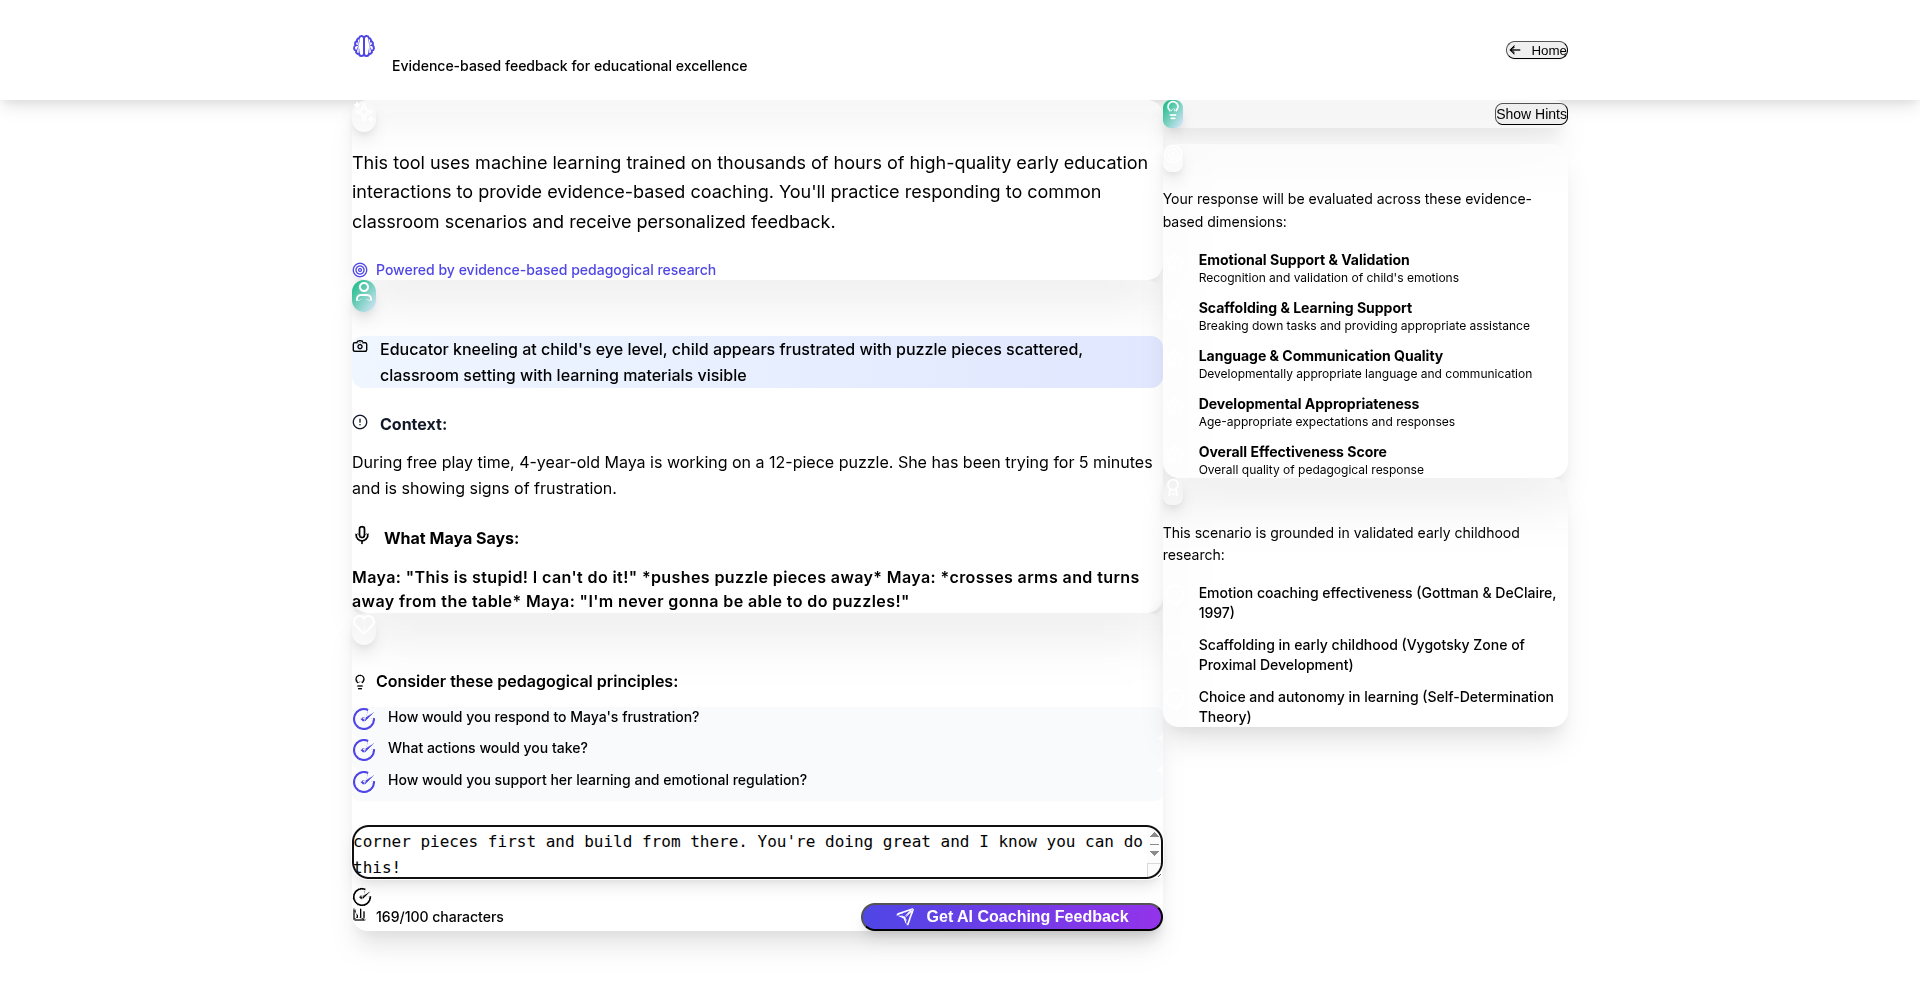 Evidence-based feedback for educational excellence
Home
This tool uses machine learning trained on thousands of hours of high-quality early education
interactions to provide evidence-based coaching. You'll practice responding to common
classroom scenarios and receive personalized feedback.
Powered by evidence-based pedagogical research
Educator kneeling at child's eye level, child appears frustrated with puzzle pieces scattered,
classroom setting with learning materials visible
Context:
During free play time, 4-year-old Maya is working on a 12-piece puzzle. She has been trying for 5 minutes
and is showing signs of frustration.
What Maya Says:
Maya: "This is stupid! I can't do it!" *pushes puzzle pieces away* Maya: *crosses arms and turns
away from the table* Maya: "I'm never gonna be able to do puzzles!"
Consider these pedagogical principles:
How would you respond to Maya's frustration?
What actions would you take?
How would you support her learning and emotional regulation?
corner pieces first and build from there. You're doing great and I know you can do
this!
169/100 characters
Get AI Coaching Feedback
Show Hints
Your response will be evaluated across these evidence-
based dimensions:
Emotional Support & Validation
Recognition and validation of child's emotions
Scaffolding & Learning Support
Breaking down tasks and providing appropriate assistance
Language & Communication Quality
Developmentally appropriate language and communication
Developmental Appropriateness
Age-appropriate expectations and responses
Overall Effectiveness Score
Overall quality of pedagogical response
This scenario is grounded in validated early childhood
research:
Emotion coaching effectiveness (Gottman & DeClaire,
1997)
Scaffolding in early childhood (Vygotsky Zone of
Proximal Development)
Choice and autonomy in learning (Self-Determination
Theory)